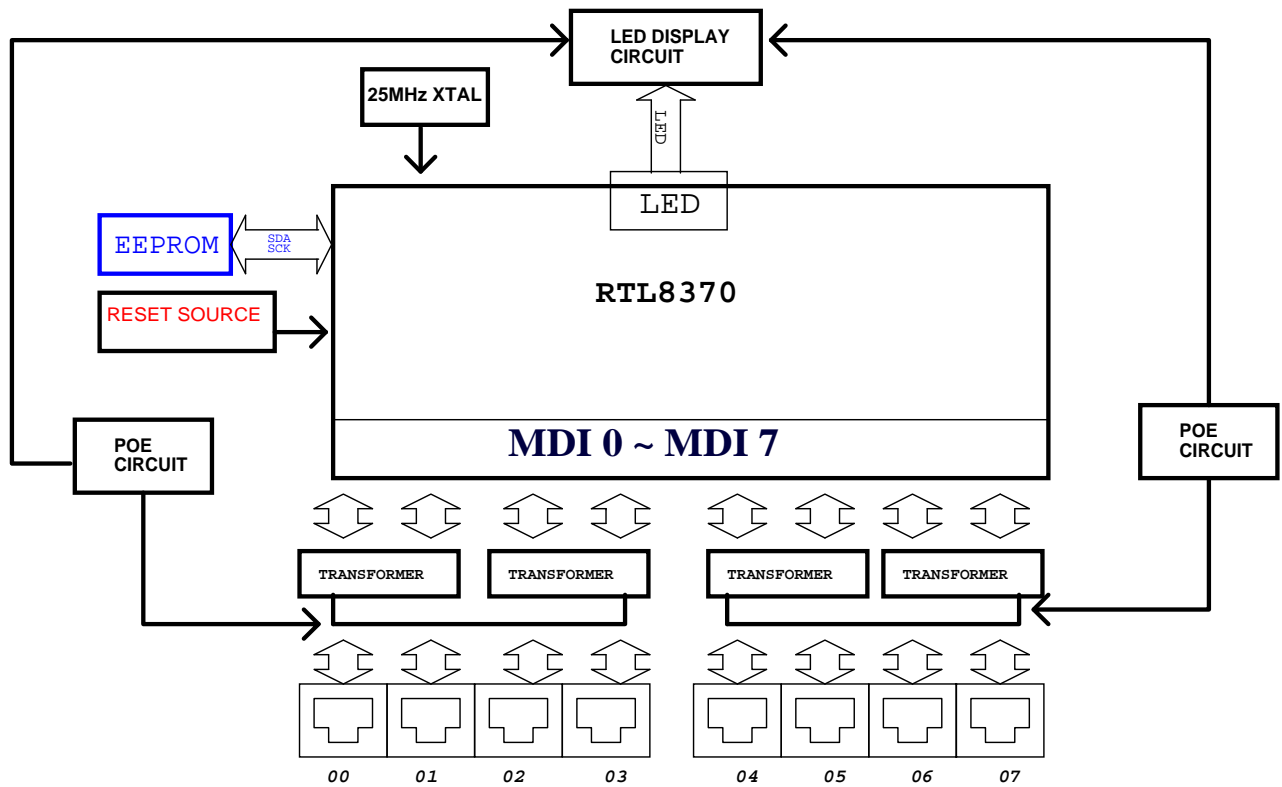 LED DISPLAY
CIRCUIT
25MHz XTAL
LED
LED
EEPROM
SDA
SCK
RTL8370
RESET SOURCE
MDI 0 ~ MDI 7
POE
CIRCUIT
POE
CIRCUIT
TRANSFORMER
TRANSFORMER
TRANSFORMER
TRANSFORMER
00 01 02 03 04 05 06 07